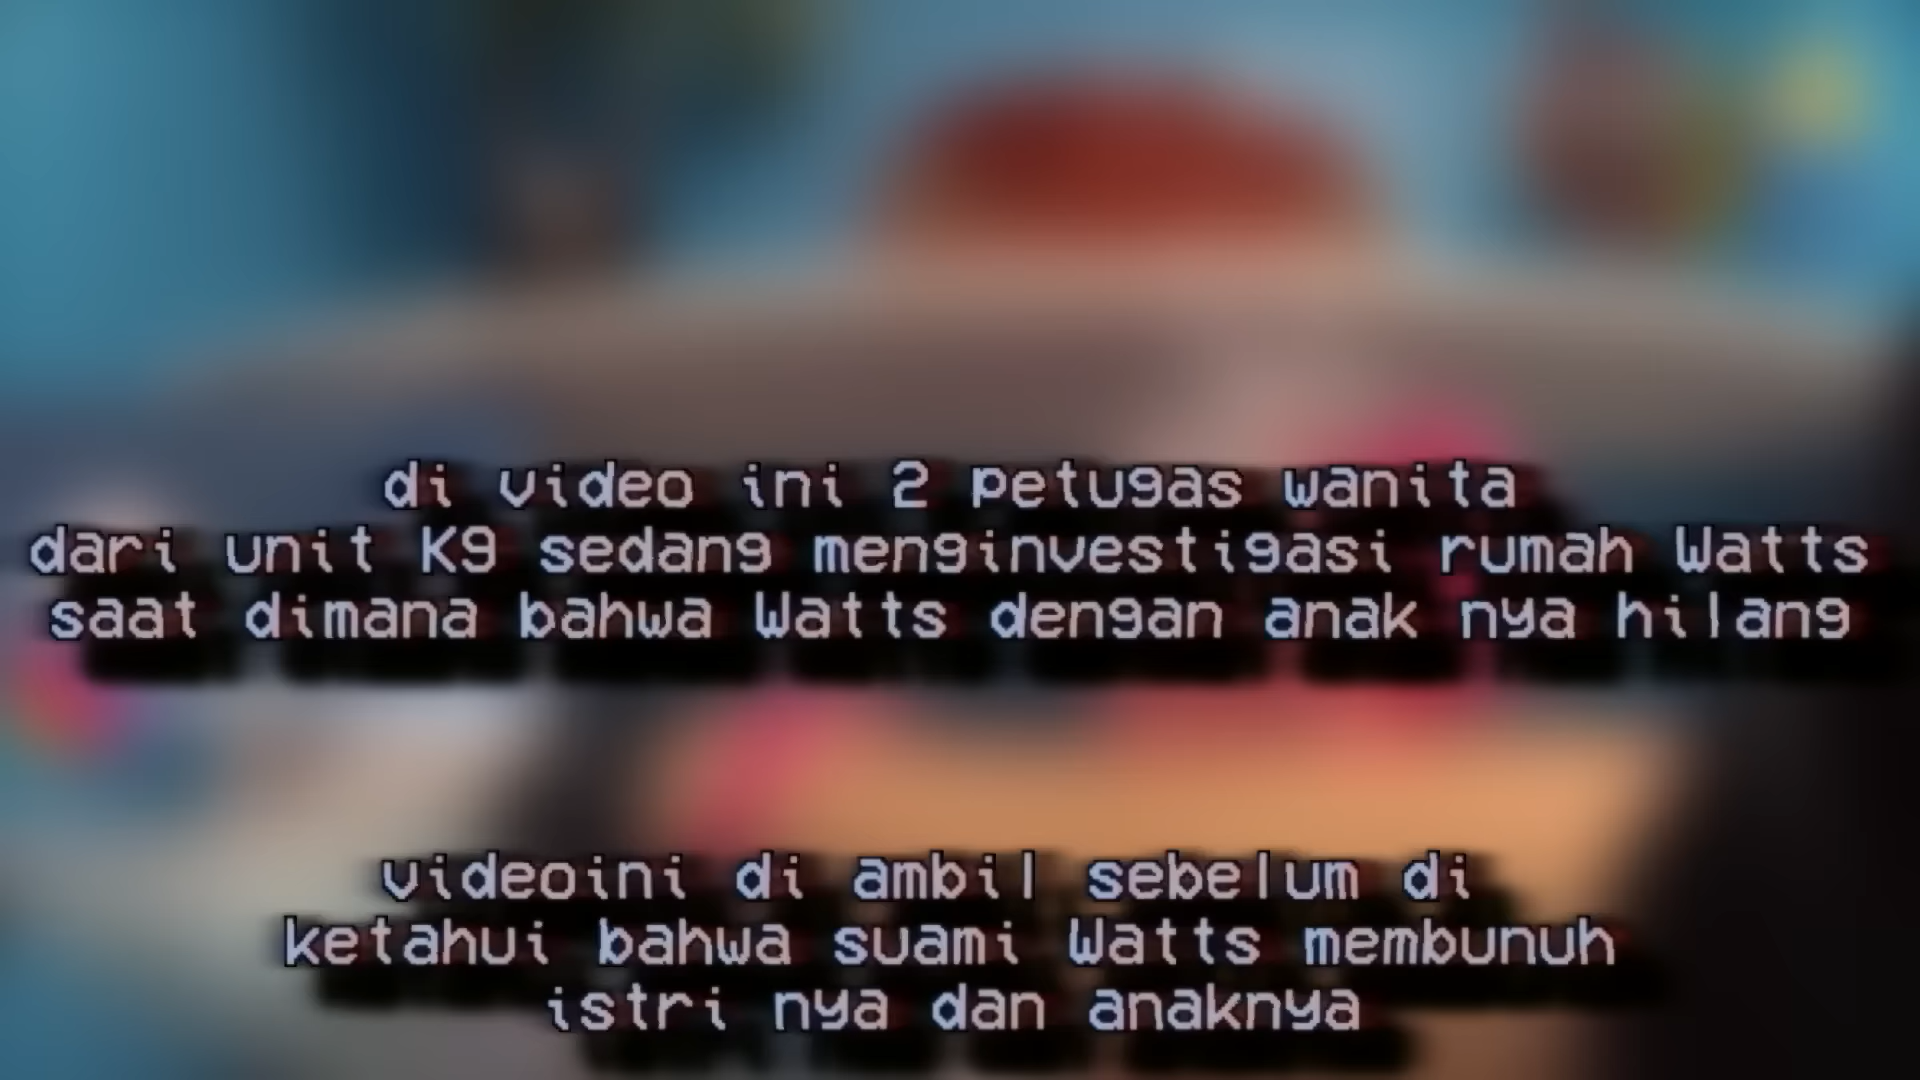 di video ini 2 petugas wanita
dari unit K9 sedang menginvestigasi rumah Watts
saat dimana bahwa Watts dengan anak nya hilang
videoini di ambil sebelum di
ketahui bahwa suami Watts membunuh
istri nya dan anaknya